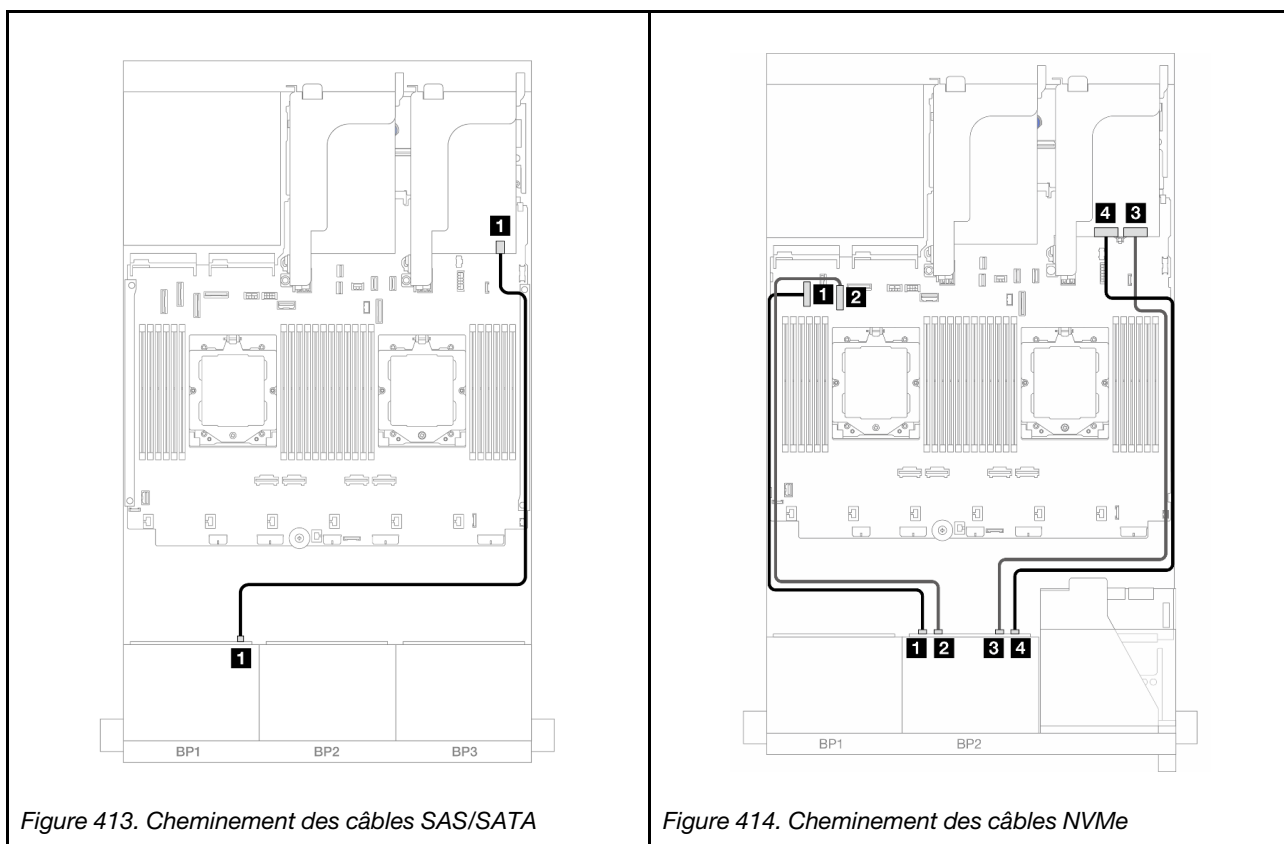 1
1
BP1 BP2 BP3
Figure 413. Cheminement des câbles SAS/SATA
4 3
1 2
1 2 3 4
BP1 BP2
Figure 414. Cheminement des câbles NVMe